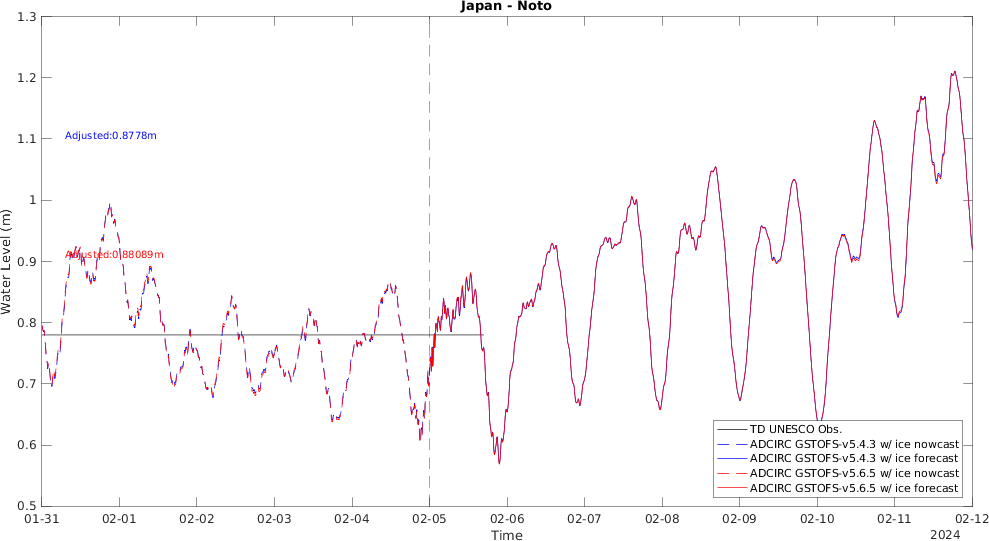 Japan - Noto
1.3
1.2
1.1
1
0.9
0.8
0.7
0.6
0.5
Water Level (m)
Adjusted:0.8778m
Adjusted:0.88089m
TD UNESCO Obs.
ADCIRC GSTOFS-v5.4.3 w/ ice nowcast
ADCIRC GSTOFS-v5.4.3 w/ ice forecast
ADCIRC GSTOFS-v5.6.5 w/ ice nowcast
ADCIRC GSTOFS-v5.6.5 w/ ice forecast
01-31 02-01 02-02 02-03 02-04 02-05 02-06 02-07 02-08 02-09 02-10 02-11 02-12
Time
2024